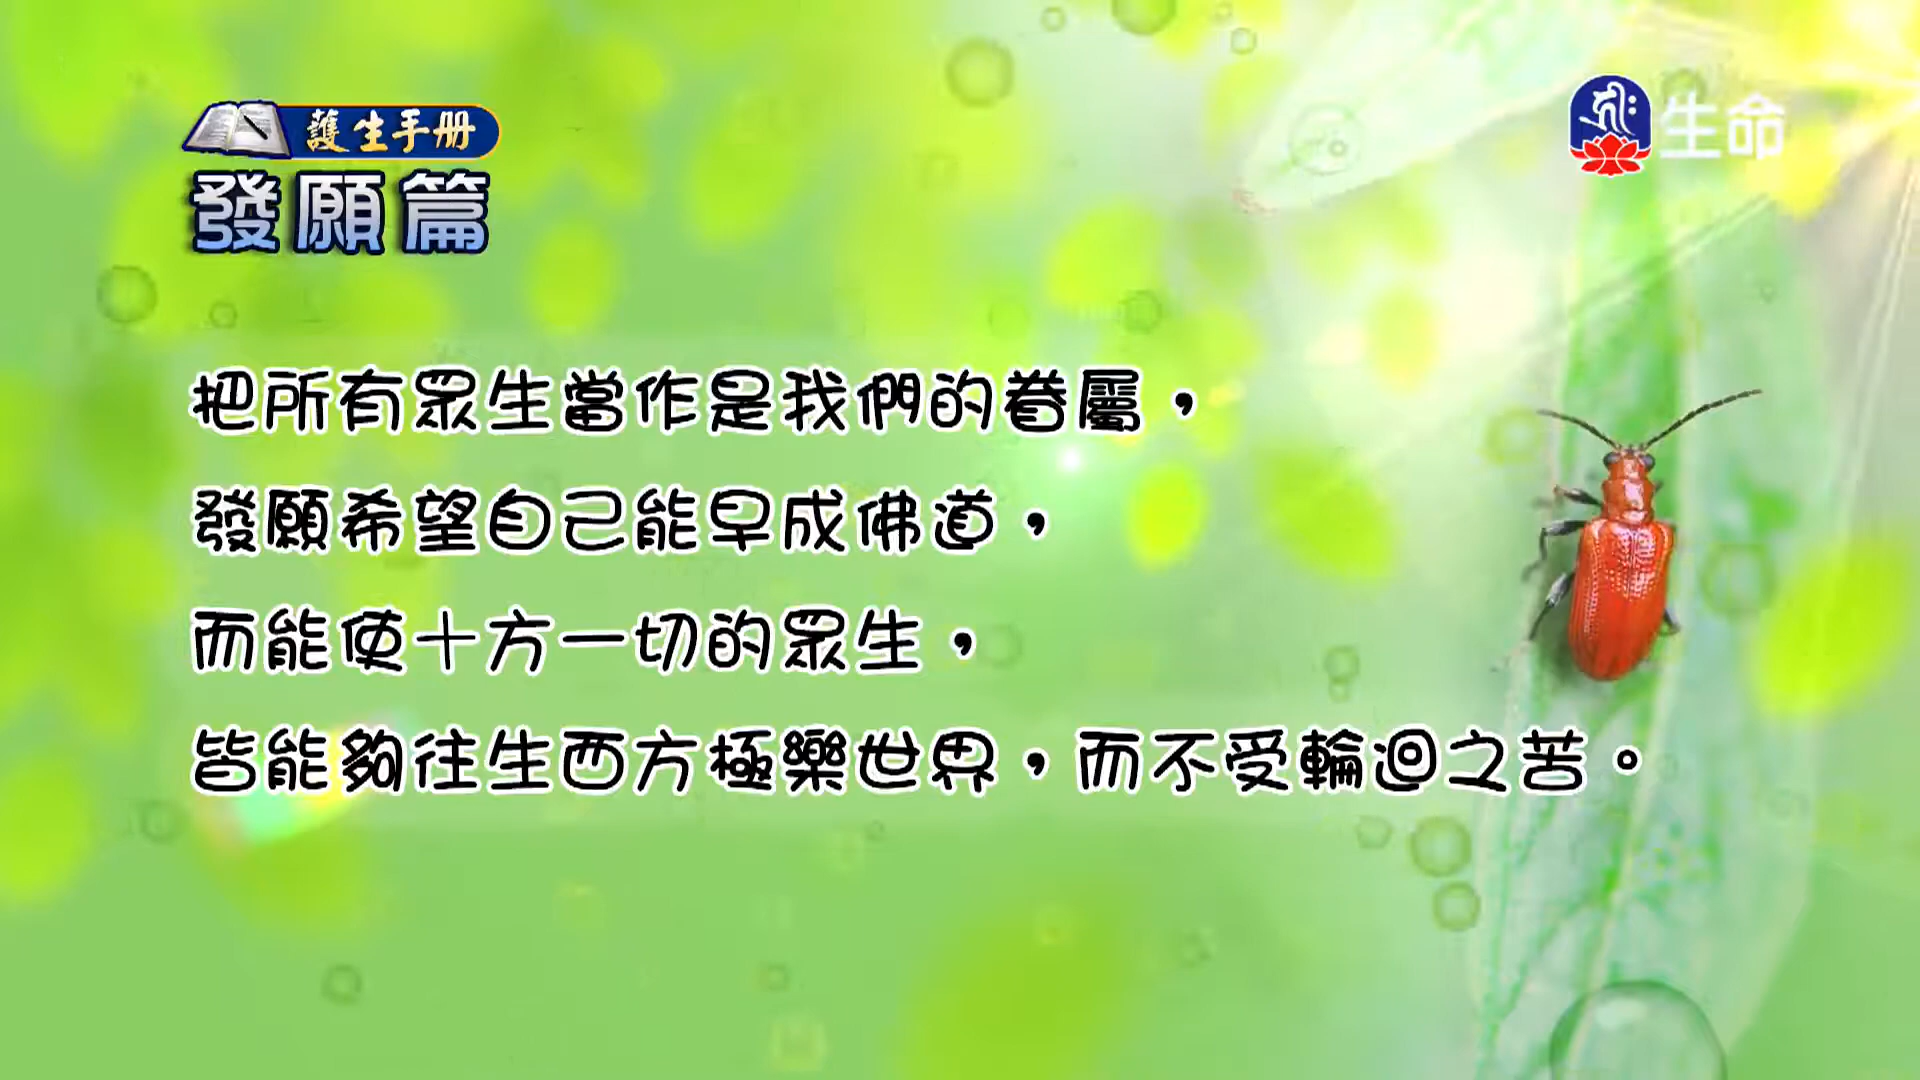 護生手册
生命
發願篇
把所有眾生當作是我們的眷屬，
發願希望自己能早成佛道，
而能使十方一切的眾生，
皆能夠往生西方極樂世界，而不受輪迴之苦。